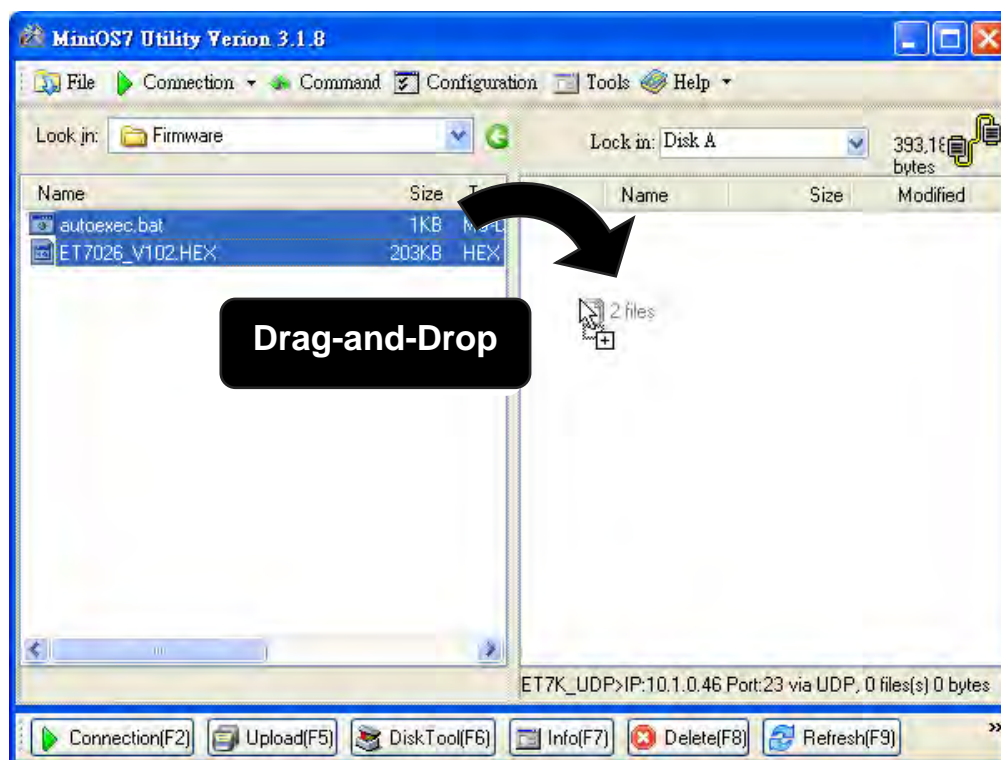 MiniOS7 Utility Verion 3.1.8
File Connection Command Configuration Tools Help
Look in: Firmware
Lock in: Disk A
bytes
Name Size
Name Size Modified
autoexec.bat 1KB
ET7026_V102.HEX 203KB HEX
2 files
Drag-and-Drop
ET7K_UDP>IP:10.1.0.46 Port:23 via UDP, 0 files(s) 0 bytes
Connection(F2) Upload(F5) DiskTool(F6) Info(F7) Delete(F8) Refresh(F9) »